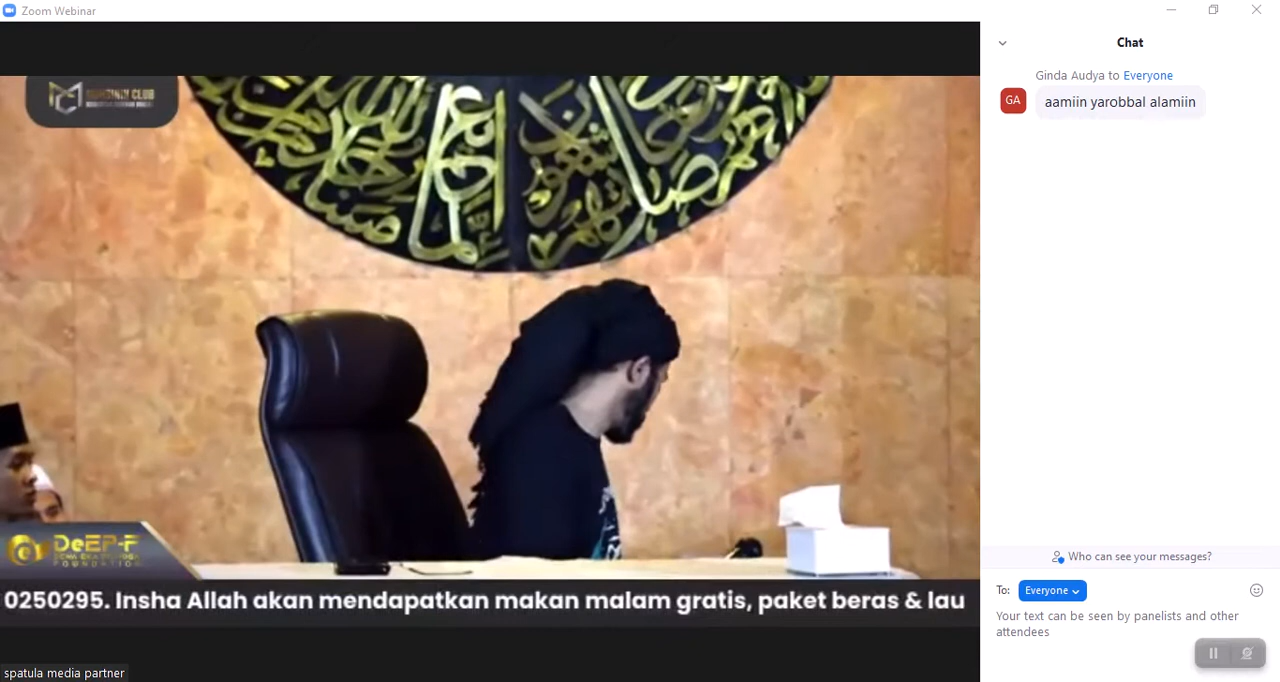 Zoom Webinar
Chat
Ginda Audya to Everyone
GA
aamiin yarobbal alamiin
DeEP-F
FOUNDATION
0250295. Insha Allah akan mendapatkan makan malam gratis, paket beras & lau
spatula media partner
Who can see your messages?
To: Everyone
Your text can be seen by panelists and other
attendees